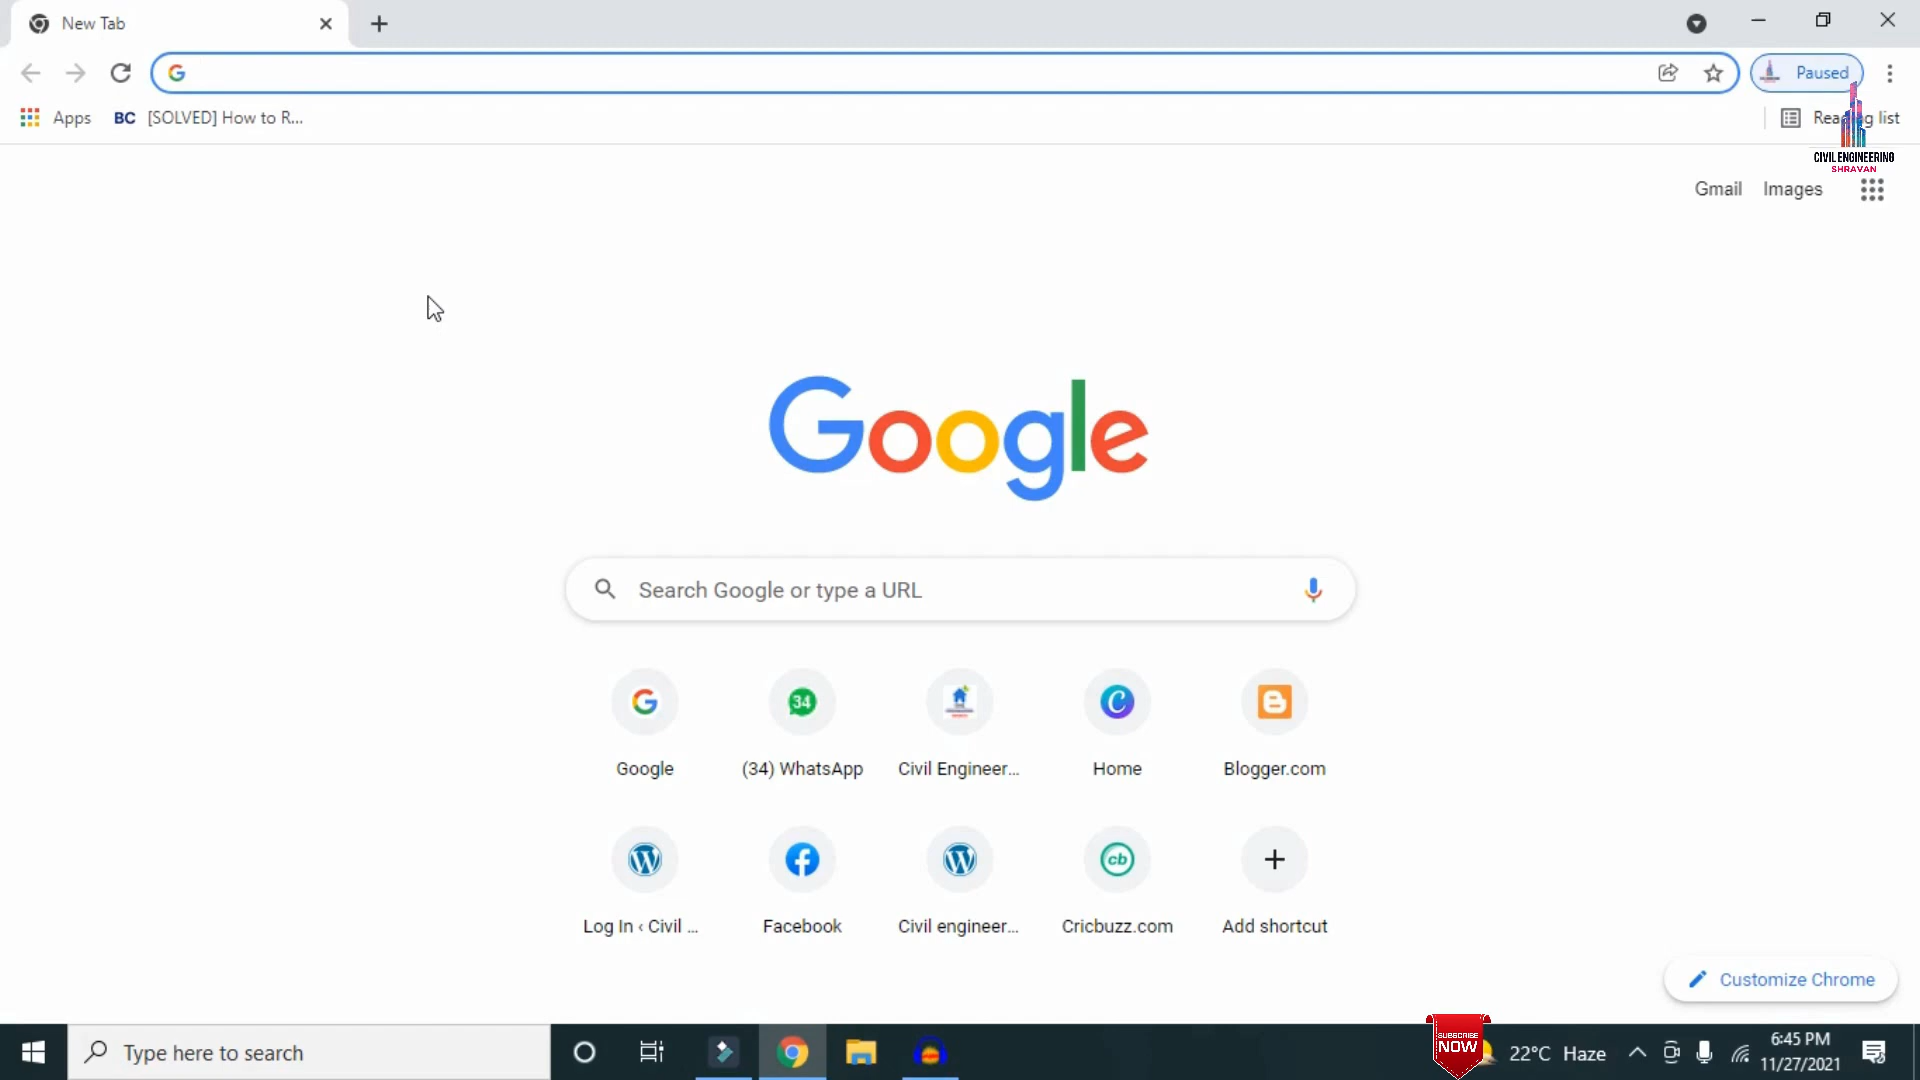 New Tab
Paused
Apps
BC [SOLVED] How to R...
Reading list
CIVIL ENGINEERING
SHRAVAN
Gmail
Images
Google
Search Google or type a URL
34
Google
(34) WhatsApp
Civil Engineer...
Home
Blogger.com
cb
Log In ‹ Civil ...
Facebook
Civil engineer...
Cricbuzz.com
Add shortcut
Customize Chrome
Type here to search
SUBSCRIBE
NOW
22°C Haze
6:45 PM
11/27/2021